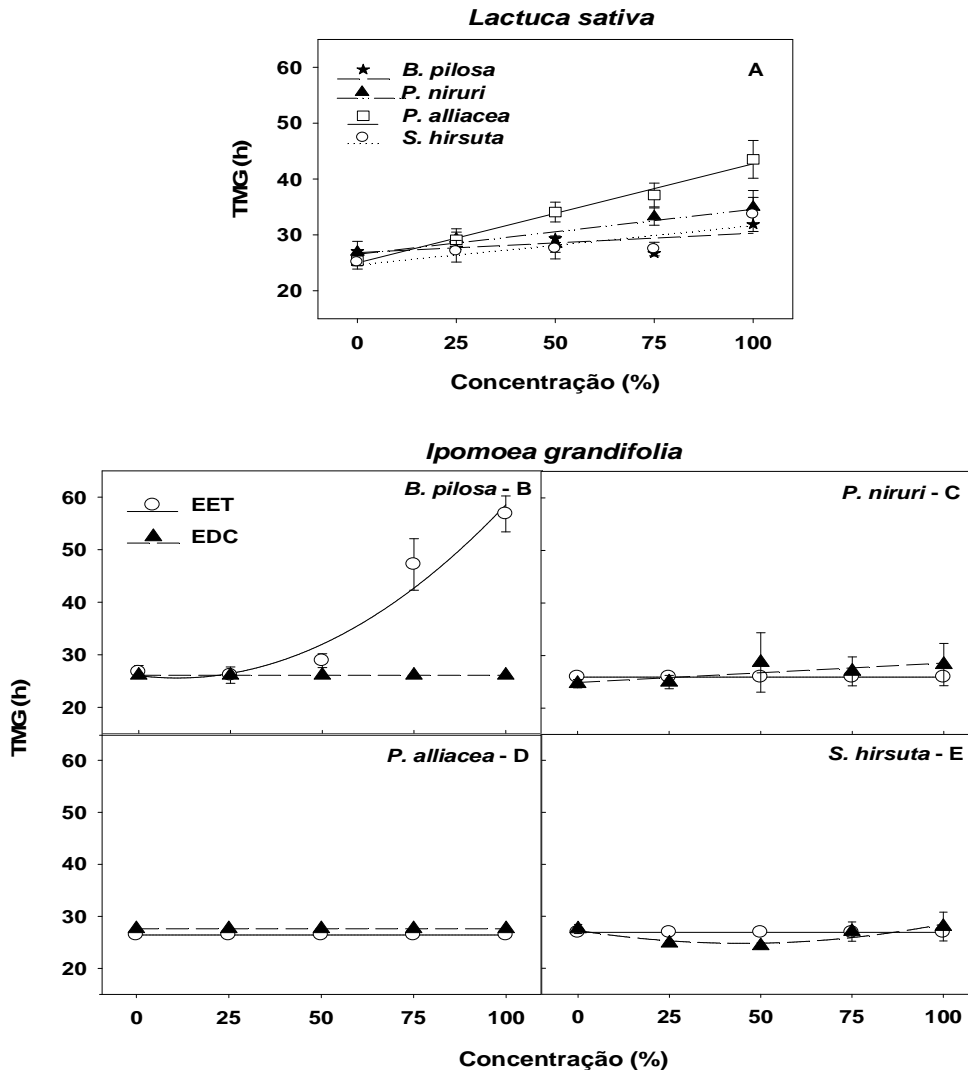 Lactuca sativa
A
B. pilosa
P. niruri
P. alliacea
S. hirsuta
TMG (h)
60
50
40
30
20
0 25 50 75 100
Concentração (%)
Ipomoea grandifolia
B. pilosa - B
EET
EDC
60
50
40
30
20
P. niruri - C
TMG (h)
P. alliacea - D
60
50
40
30
20
0 25 50 75 100
S. hirsuta - E
0 25 50 75 100
Concentração (%)